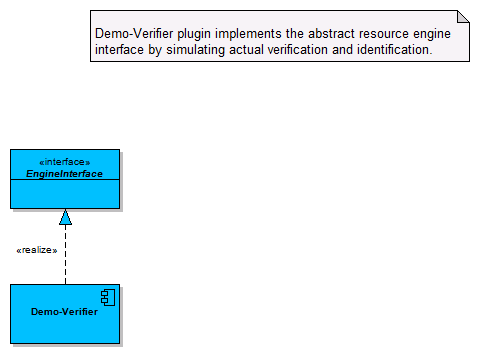 Demo-Verifier plugin implements the abstract resource engine
interface by simulating actual verification and identification.
«interface»
EngineInterface
«realize»
Demo-Verifier